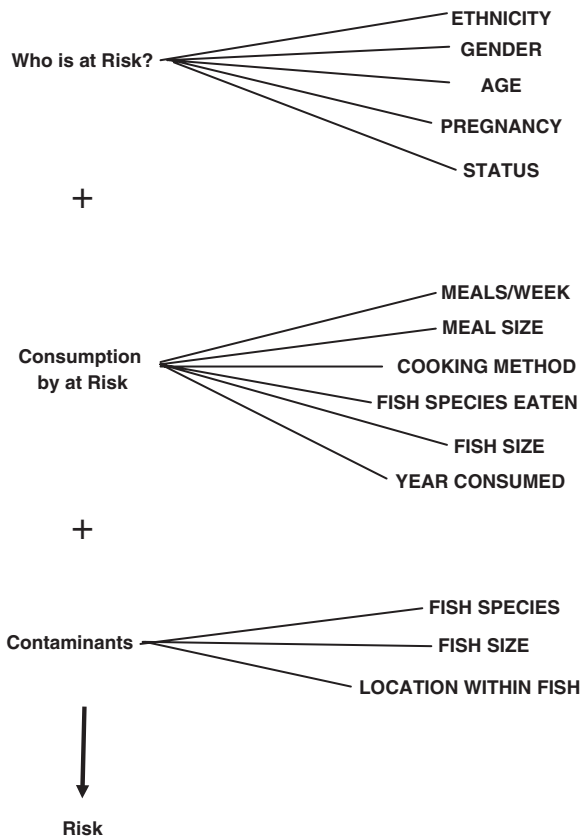 Who is at Risk?
ETHNICITY
GENDER
AGE
PREGNANCY
STATUS
+
Consumption
by at Risk
MEALS/WEEK
MEAL SIZE
COOKING METHOD
FISH SPECIES EATEN
FISH SIZE
YEAR CONSUMED
+
Contaminants
FISH SPECIES
FISH SIZE
LOCATION WITHIN FISH
Risk